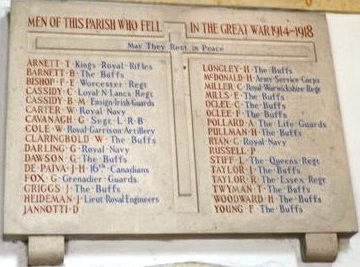 MEN OF THIS PARISH WHO FELL IN THE GREAT WAR 1914-1918
May They Rest in Peace
ARNETT·T·Kings·Royal·Rifles
BARNETT·B·The Buffs
BISHOP·F·E·Worcester Regt
CASSIDY·C·Loyal·N·Lancs·Regt
CASSIDY·B·M·Ensign·Irish·Guards
CARTER·W·Royal Navy
CAVANAGH·G·Segt·L·R·B
COLE·W·Royal·Garrison·Artillery
CLARINGBOLD·W·The Buffs
DARLING·G·Royal·Navy
DAWSON·G·The Buffs
DE·PAIVA·J·H·16th·Canadians
FOX·G·Grenadier·Guards
GRIGGS·J·The·Buffs
HEIDEMAN·J·Lieut Royal Engineers
JANNOTTI·D
LONGLEY·H·The Buffs
McDONALD·H·Army Service Corps
MILLER·C·Royal·Warwickshire·Regt
MILLS·E·The Buffs
OCLEE·C·The Buffs
OCLEE·F·The Buffs
POLLARD·A·The Life·Guards
PULLMAN·H·The Buffs
RYAN·C·Royal·Navy
RUSSELL·P
STIFF·L·The Queens·Regt
TAYLOR·J·The Buffs
TAYLOR·R·The Essex Regt
TWYMAN·T·The Buffs
WOODWARD·H·The Buffs
YOUNG·F·The Buffs